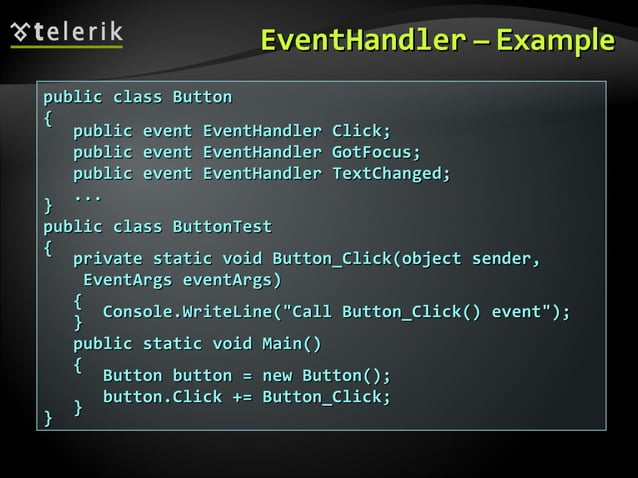 telerik
EventHandler – Example
public class Button
{
public event EventHandler Click;
public event EventHandler GotFocus;
public event EventHandler TextChanged;
...
}
public class ButtonTest
{
private static void Button_Click(object sender,
EventArgs eventArgs)
{
Console.WriteLine("Call Button_Click() event");
}
public static void Main()
{
Button button = new Button();
button.Click += Button_Click;
}
}